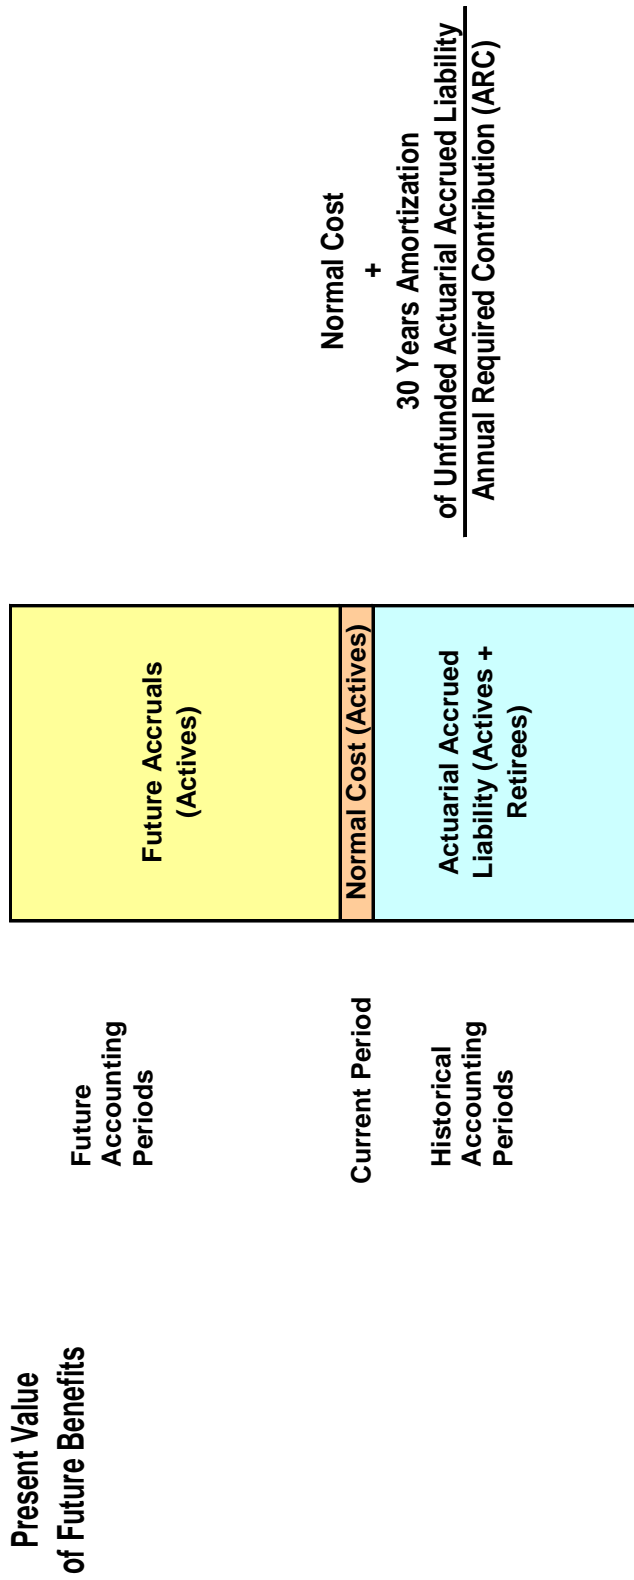 Present Value
of Future Benefits
Future
Accounting
Periods
Future Accruals
(Actives)
Current Period
Normal Cost (Actives)
Historical
Accounting
Periods
Actuarial Accrued
Liability (Actives +
Retirees)
Normal Cost
+
30 Years Amortization
of Unfunded Actuarial Accrued Liability
Annual Required Contribution (ARC)